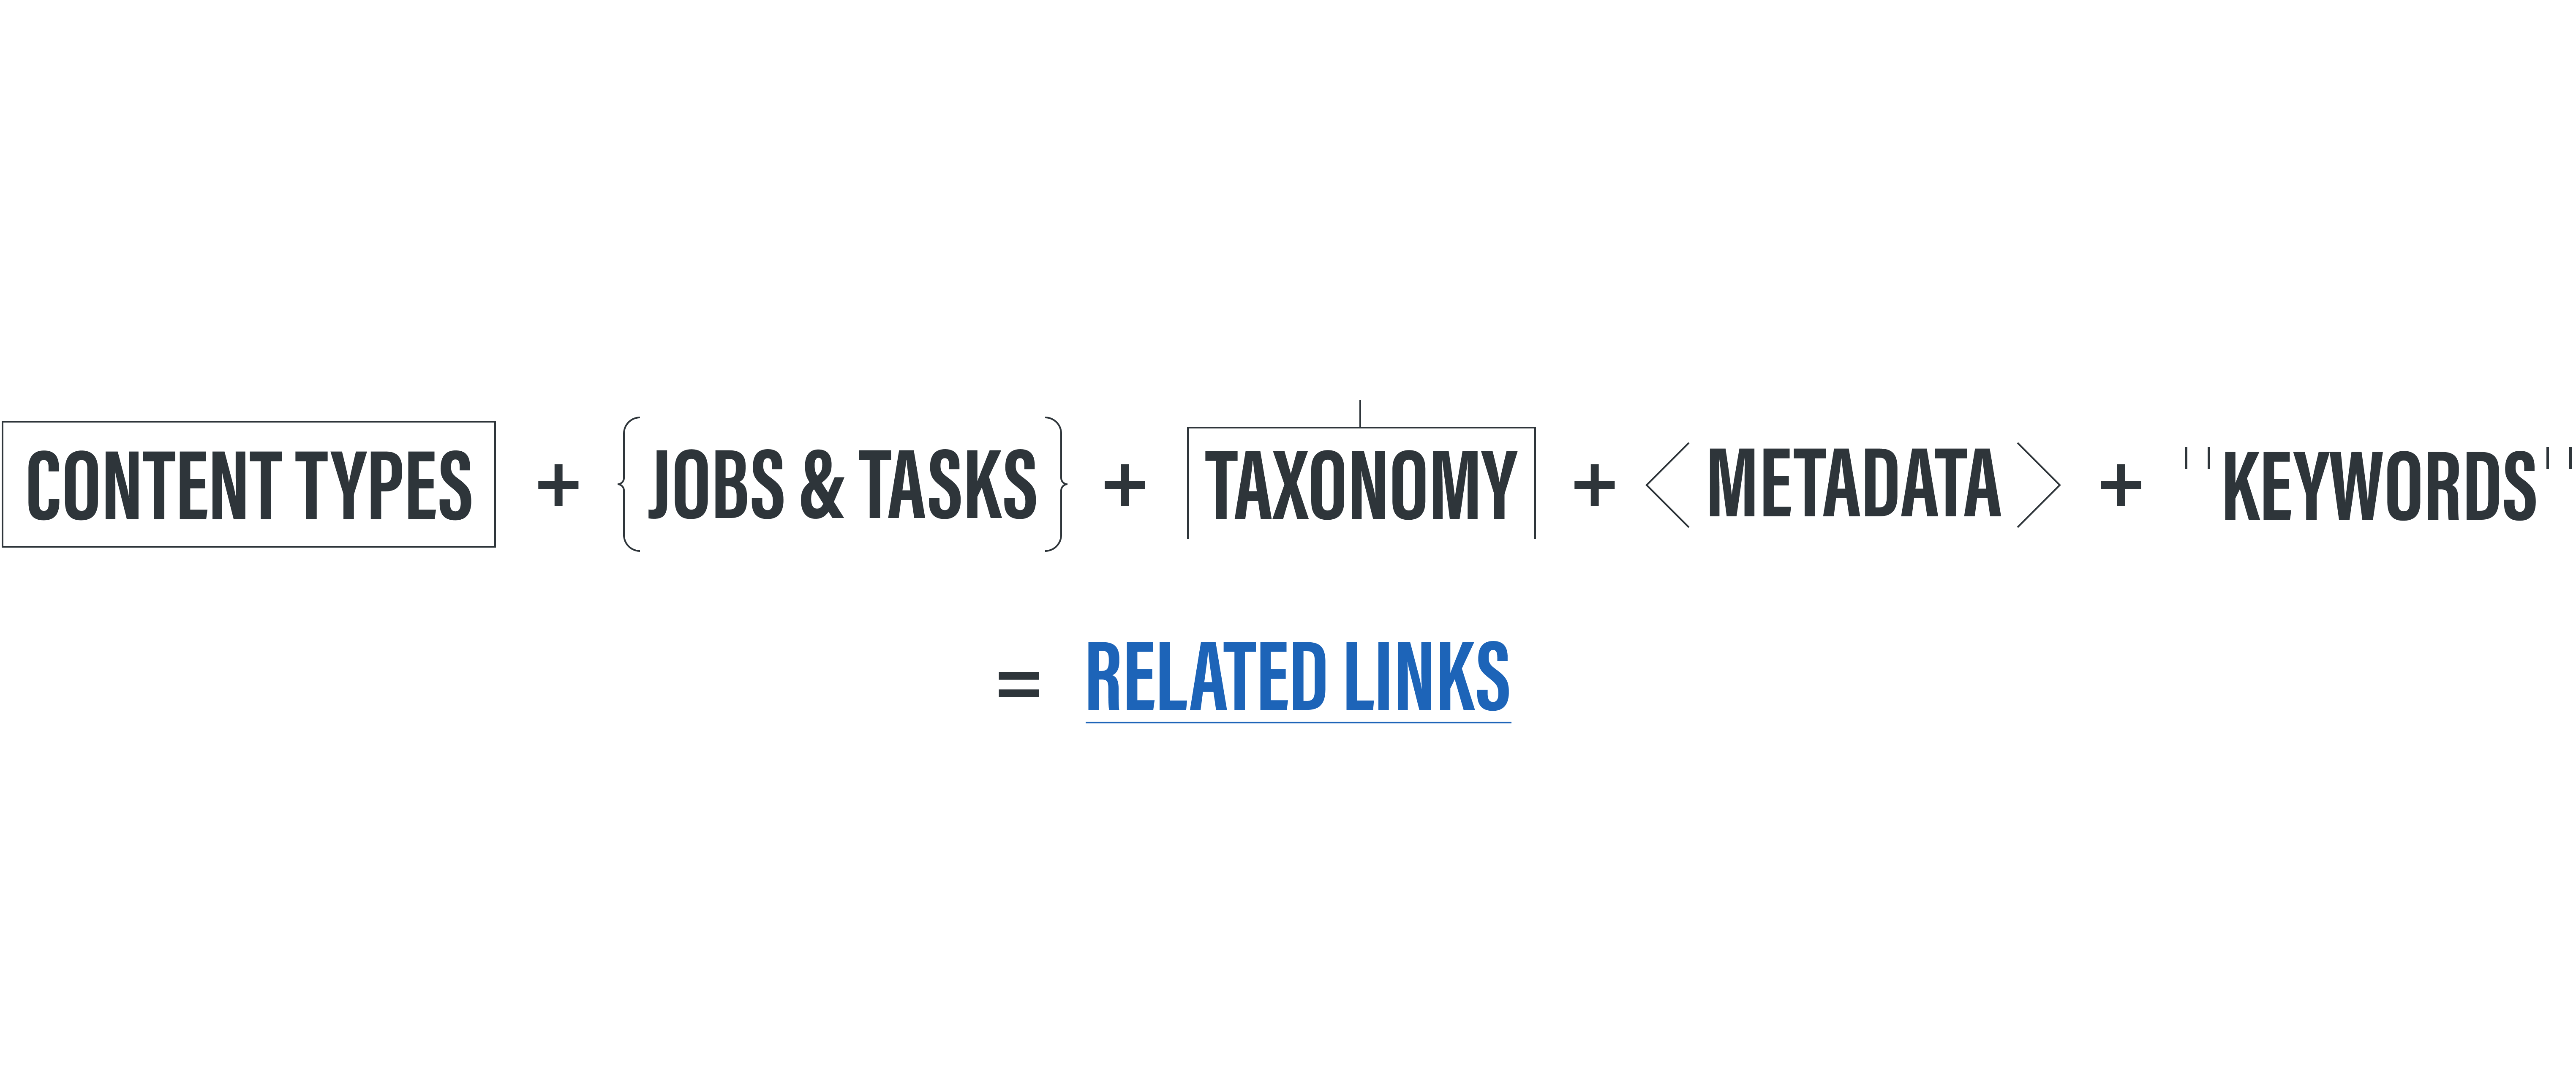 CONTENT TYPES + {JOBS & TASKS} + TAXONOMY + <METADATA> + "KEYWORDS"
= RELATED LINKS